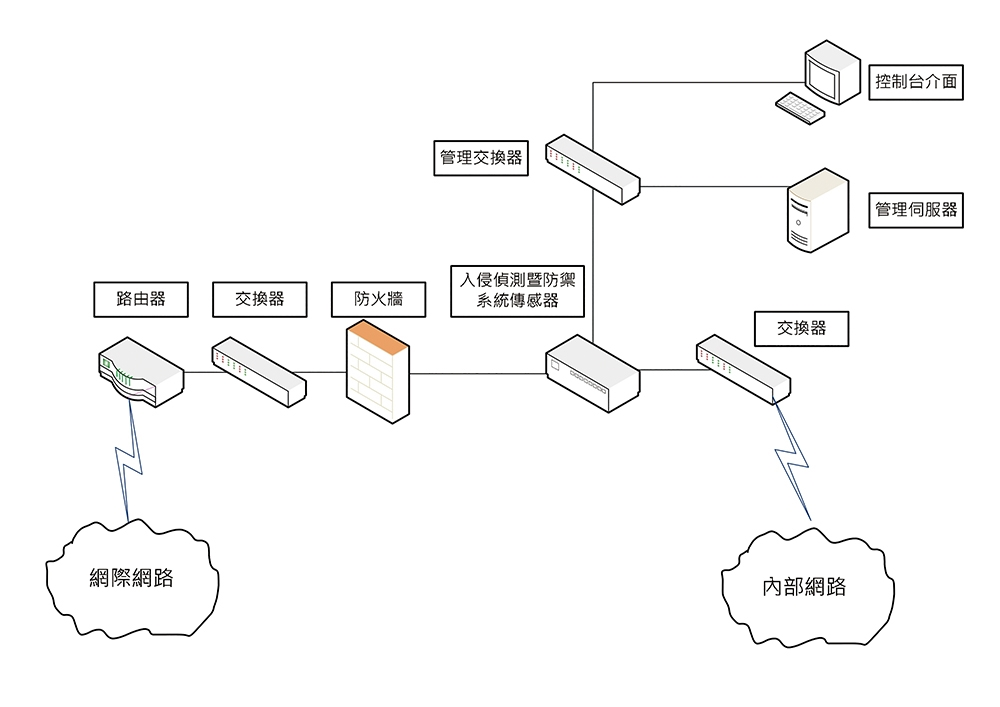 控制台介面
管理交換器
管理伺服器
入侵偵測暨防禦
系統傳感器
路由器
交換器
防火牆
交換器
網際網路
內部網路